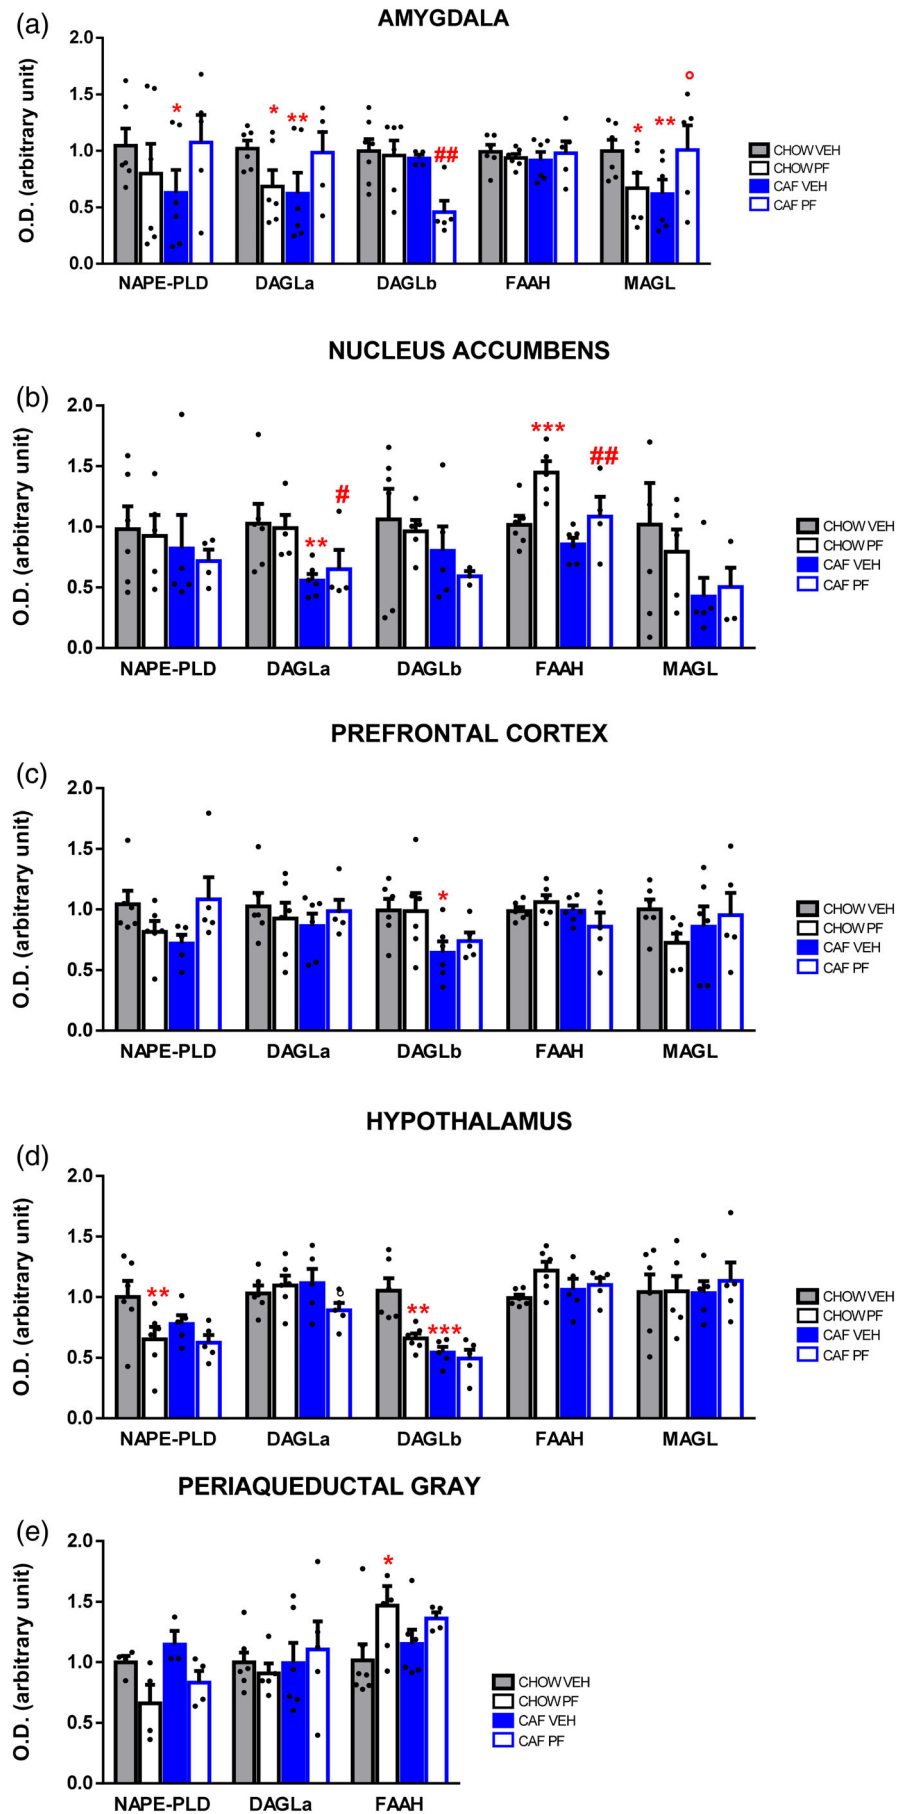 (a)
AMYGDALA
O.D. (arbitrary unit)
2.0
1.5
1.0
0.5
0.0
* * ** ## * ** °
NAPE-PLD DAGLa DAGLb FAAH MAGL
CHOW VEH
CHOW PF
CAF VEH
CAF PF
NUCLEUS ACCUMBENS
(b)
O.D. (arbitrary unit)
2.0
1.5
1.0
0.5
0.0
** # *** ##
NAPE-PLD DAGLa DAGLb FAAH MAGL
CHOW VEH
CHOW PF
CAF VEH
CAF PF
PREFRONTAL CORTEX
(c)
O.D. (arbitrary unit)
2.0
1.5
1.0
0.5
0.0
*
NAPE-PLD DAGLa DAGLb FAAH MAGL
CHOW VEH
CHOW PF
CAF VEH
CAF PF
HYPOTHALAMUS
(d)
O.D. (arbitrary unit)
2.0
1.5
1.0
0.5
0.0
** ° ** ***
NAPE-PLD DAGLa DAGLb FAAH MAGL
CHOW VEH
CHOW PF
CAF VEH
CAF PF
PERIAQUEDUCTAL GRAY
(e)
O.D. (arbitrary unit)
2.0
1.5
1.0
0.5
0.0
*
NAPE-PLD DAGLa FAAH
CHOW VEH
CHOW PF
CAF VEH
CAF PF